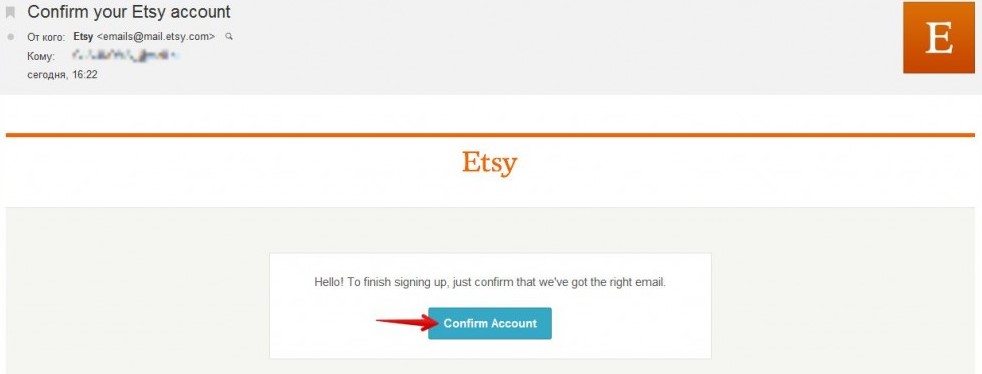 Confirm your Etsy account
От кого: Etsy <emails@mail.etsy.com>
Кому:
сегодня, 16:22
E
Etsy
Hello! To finish signing up, just confirm that we've got the right email.
Confirm Account